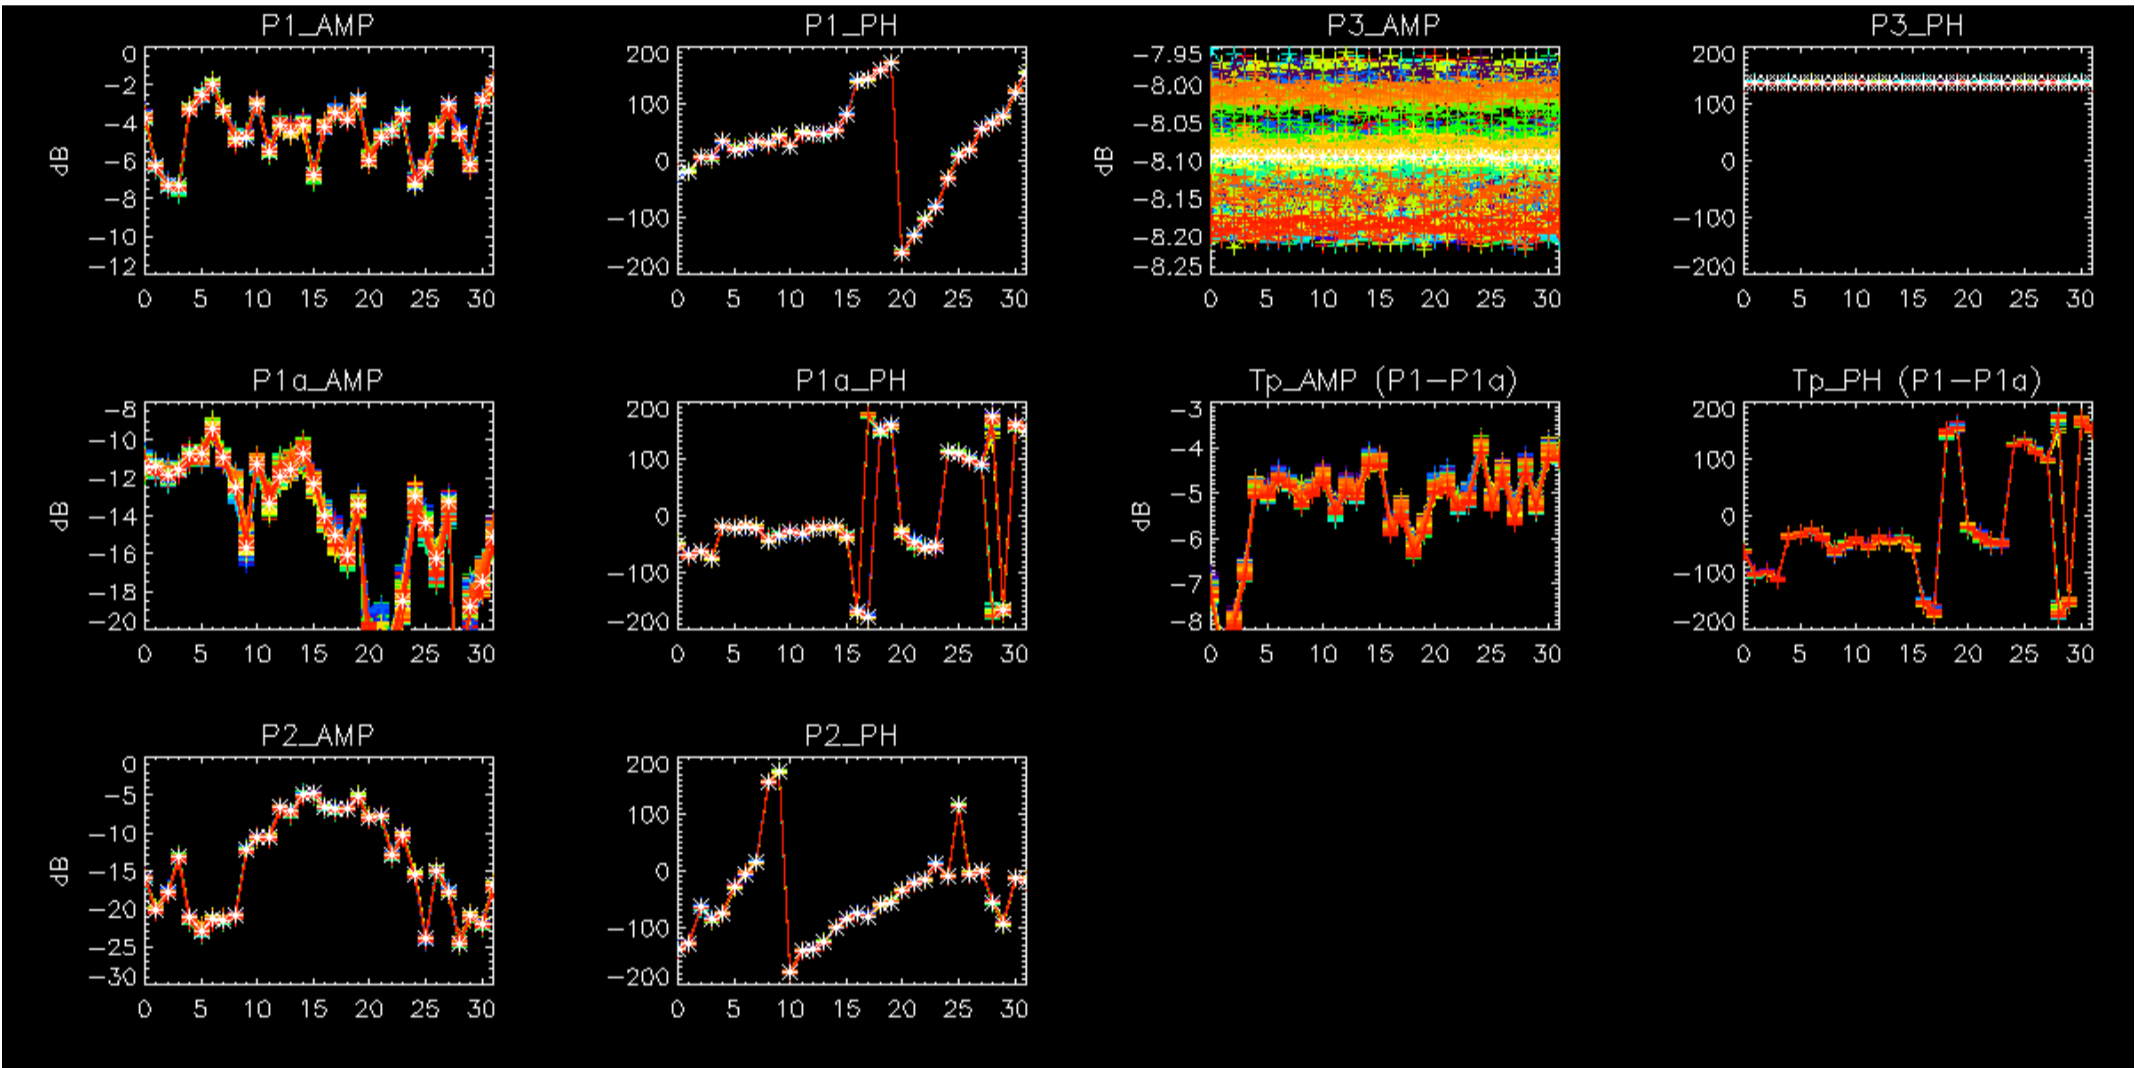 P1_AMP
P1_PH
P3_AMP
P3_PH
0
−2
−4
−6
−8
−10
−12
dB
0 5 10 15 20 25 30
200
100
0
−100
−200
0 5 10 15 20 25 30
−7.95
−8.00
−8.05
−8.10
−8.15
−8.20
−8.25
dB
0 5 10 15 20 25 30
200
100
0
−100
−200
0 5 10 15 20 25 30
P1a_AMP
P1a_PH
Tp_AMP (P1−P1a)
Tp_PH (P1−P1a)
−8
−10
−12
−14
−16
−18
−20
dB
0 5 10 15 20 25 30
200
100
0
−100
−200
0 5 10 15 20 25 30
−3
−4
−5
−6
−7
−8
dB
0 5 10 15 20 25 30
200
100
0
−100
−200
0 5 10 15 20 25 30
P2_AMP
P2_PH
0
−5
−10
−15
−20
−25
−30
dB
0 5 10 15 20 25 30
200
100
0
−100
−200
0 5 10 15 20 25 30